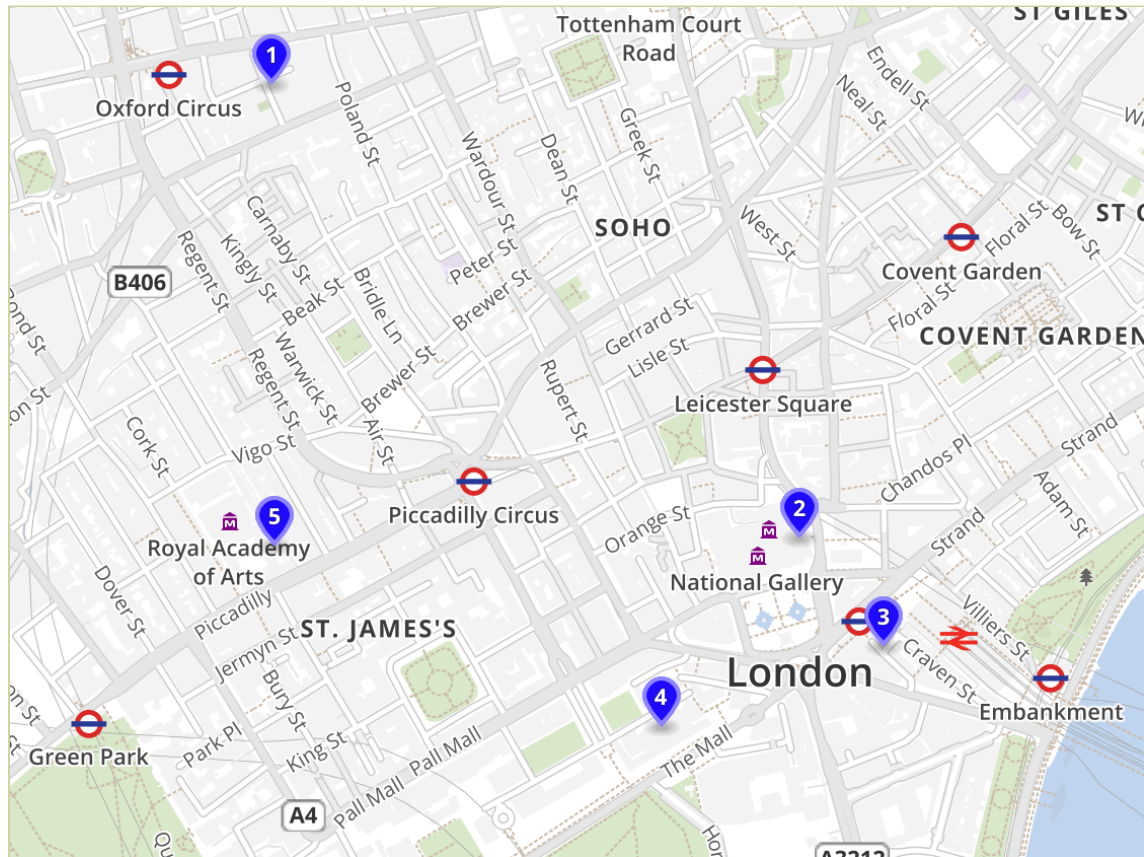 ST GILES
Tottenham Court
Road
1
Oxford Circus
Endell St
Neal St
Poland St
Greek St
Dean St
Wardour St
Carnaby St
Kingly St
Regent St
SOHO
West St
Floral St
Bow St
Covent Garden
B406
Peter St
Beak St
Bridle Ln
Brewer St
Gerrard St
Floral St
COVENT GARDEN
Lisle St
Warwick St
Regent St
Brewer St
Rupert St
Leicester Square
Cork St
Air St
Vigo St
Chandos Pl
Strand
Adam St
Piccadilly Circus
5
Royal Academy
of Arts
Orange St
2
National Gallery
Strand
Dover St
Piccadilly
ST. JAMES'S
3
Villiers St
Jermyn St
London
Craven St
Bury St
4
Embankment
Green Park
Park Pl
King St
Pall Mall
The Mall
A4
Pall Mall
A3212